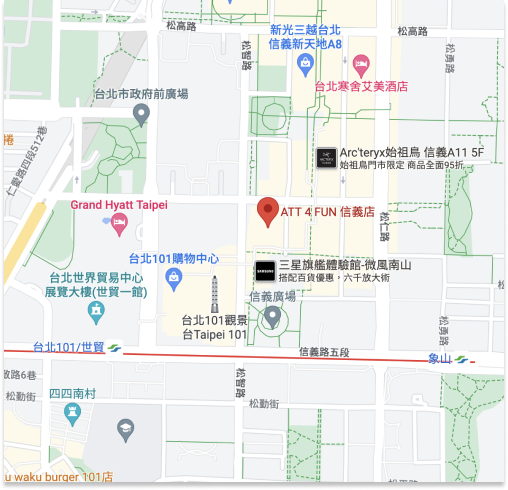 松高路
松高路
新光三越台北
信義新天地A8
松智路
松勇路
台北寒舍艾美酒店
台北市政府前廣場
仁愛路四段512巷
Arc'teryx始祖鳥 信義A11 5F
始祖鳥門市限定 商品全面95折...
ARC'TERYX
Grand Hyatt Taipei
ATT 4 FUN 信義店
松仁路
台北101購物中心
三星旗艦體驗館-微風南山
搭配百貨優惠，六千放大術
SAMSUNG
台北世界貿易中心
展覽大樓(世貿一館)
信義廣場
台北101觀景
台Taipei 101
松勇路
台北101/世貿
信義路五段
象山
松智路
四四南村
松勤街
松勤街
u waku burger 101店